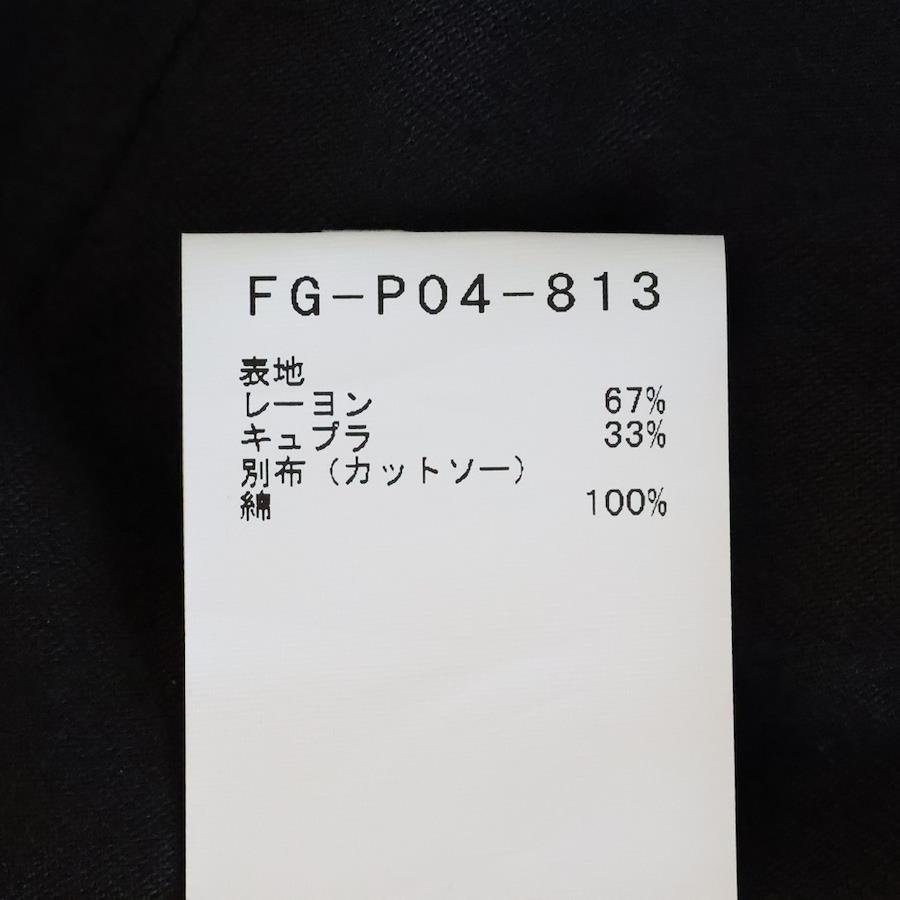 FG-P04-813
表地
レーヨン 67%
キュプラ 33%
別布(カットソー)
綿 100%